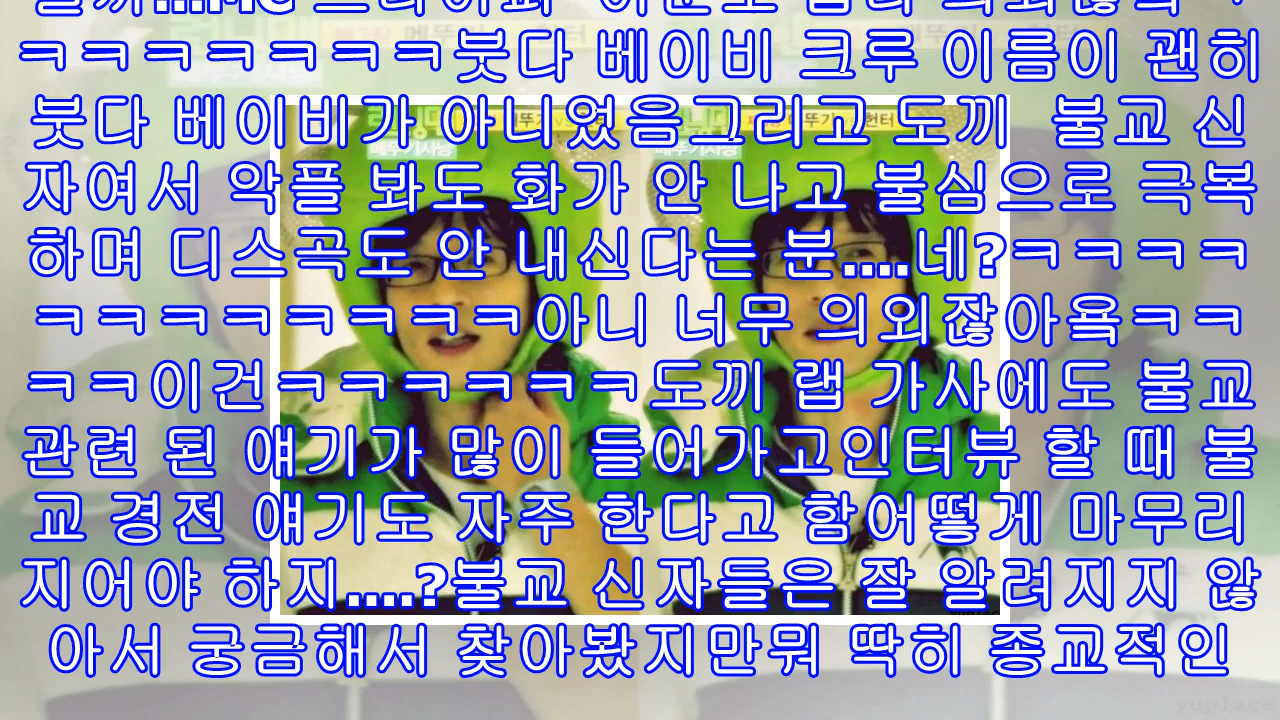 ㅋㅋㅋㅋㅋㅋㅋ붓다 베이비 크루 이름이 괜히
붓다 베이비가 아니었음그리고 도끼 불교 신
자여서 악플 봐도 화가 안 나고 불심으로 극복
하며 디스곡도 안 내신다는 분....네?ㅋㅋㅋㅋ
ㅋㅋㅋㅋㅋㅋㅋㅋ아니 너무 의외잖아욬ㅋㅋ
ㅋㅋ이건ㅋㅋㅋㅋㅋㅋ도끼 랩 가사에도 불교
관련 된 얘기가 많이 들어가고인터뷰 할 때 불
교 경전 얘기도 자주 한다고 함어떻게 마무리
지어야 하지....?불교 신자들은 잘 알려지지 않
아서 궁금해서 찾아봤지만뭐 딱히 종교적인
yuplace